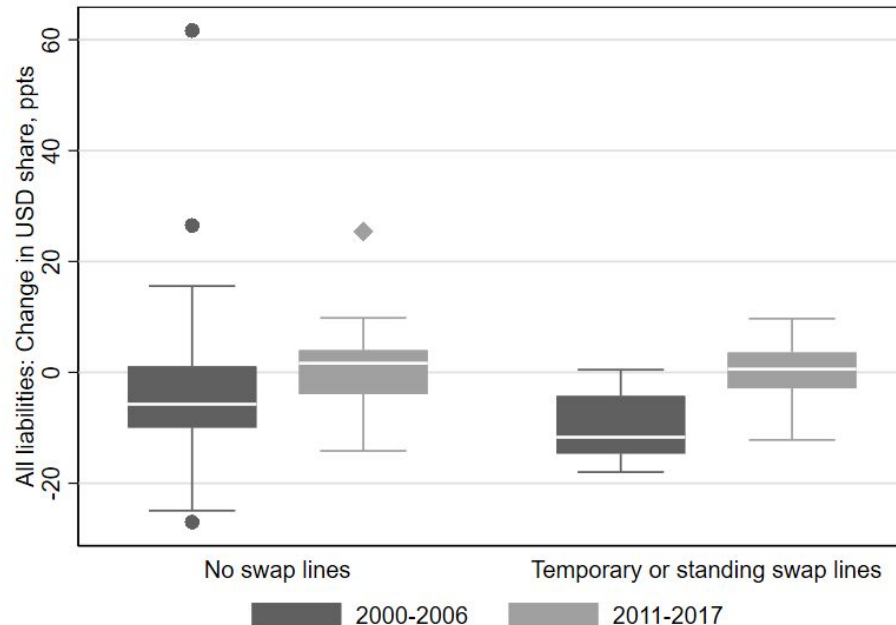 All liabilities: Change in USD share, ppts
60
40
20
0
-20
No swap lines
Temporary or standing swap lines
2000-2006
2011-2017